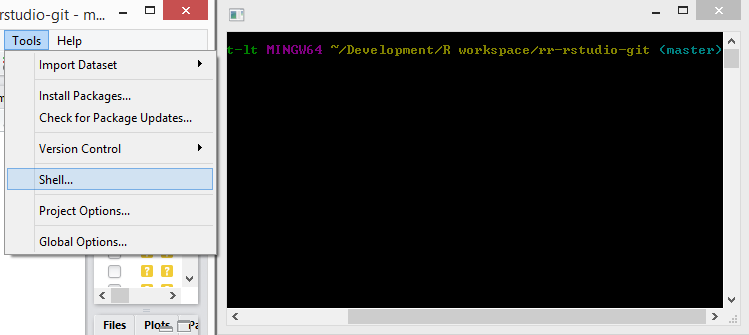 rstudio-git - m...
Tools Help
Import Dataset
Install Packages...
Check for Package Updates...
Version Control
Shell...
Project Options...
Global Options...
Files Plots Pa
t-lt MINGW64 ~/Development/R workspace/rr-rstudio-git (master)